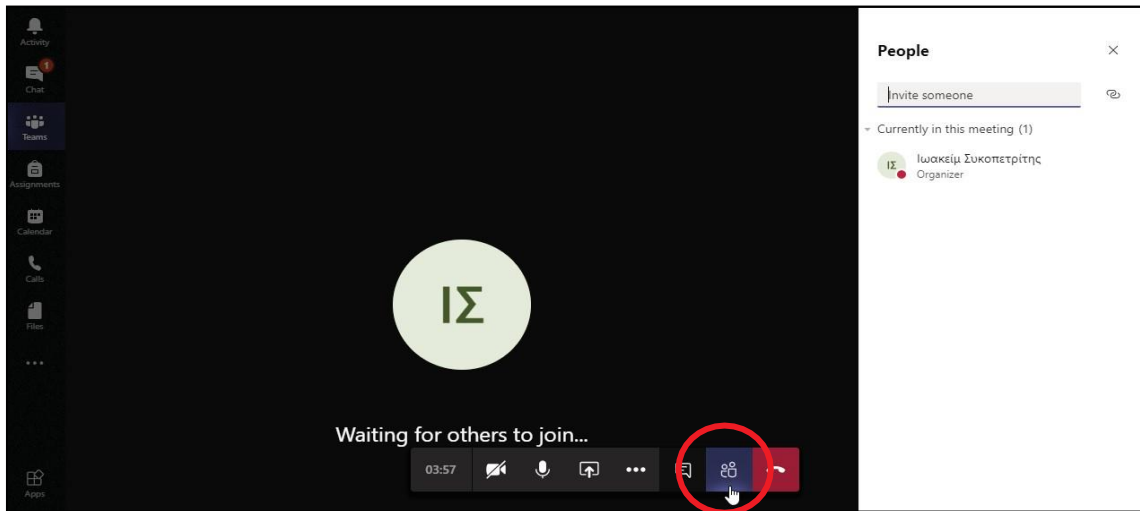 Activity
1
Chat
Teams
Assignments
Calendar
Calls
Files
Apps
ΙΣ
Waiting for others to join...
03:57
People
Invite someone
Currently in this meeting (1)
ΙΣ
Ιωακείμ Συκοπετρίτης
Organizer